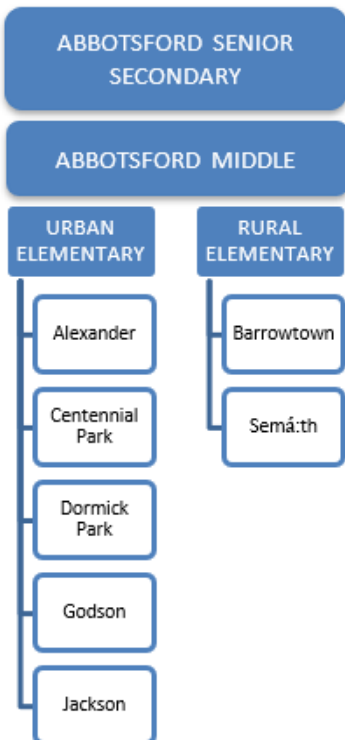 ABBOTSFORD SENIOR
SECONDARY
ABBOTSFORD MIDDLE
URBAN
ELEMENTARY
Alexander
Centennial
Park
Dormick
Park
Godson
Jackson
RURAL
ELEMENTARY
Barrowtown
Semá:th